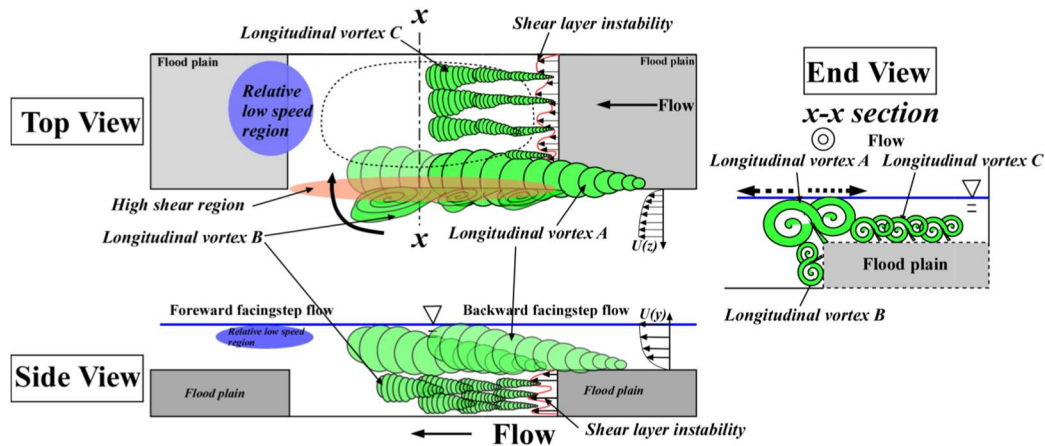 x
Longitudinal vortex C
Shear layer instability
Flood plain
Flood plain
Relative
low speed
region
Flow
Top View
High shear region
Longitudinal vortex B
x
Longitudinal vortex A
U(z)
End View
x-x section
Flow
Longitudinal vortex A
Longitudinal vortex C
Flood plain
Longitudinal vortex B
Foreward facingstep flow
Backward facingstep flow
U(y)
Relative low speed
region
Side View
Flood plain
Flood plain
Shear layer instability
Flow